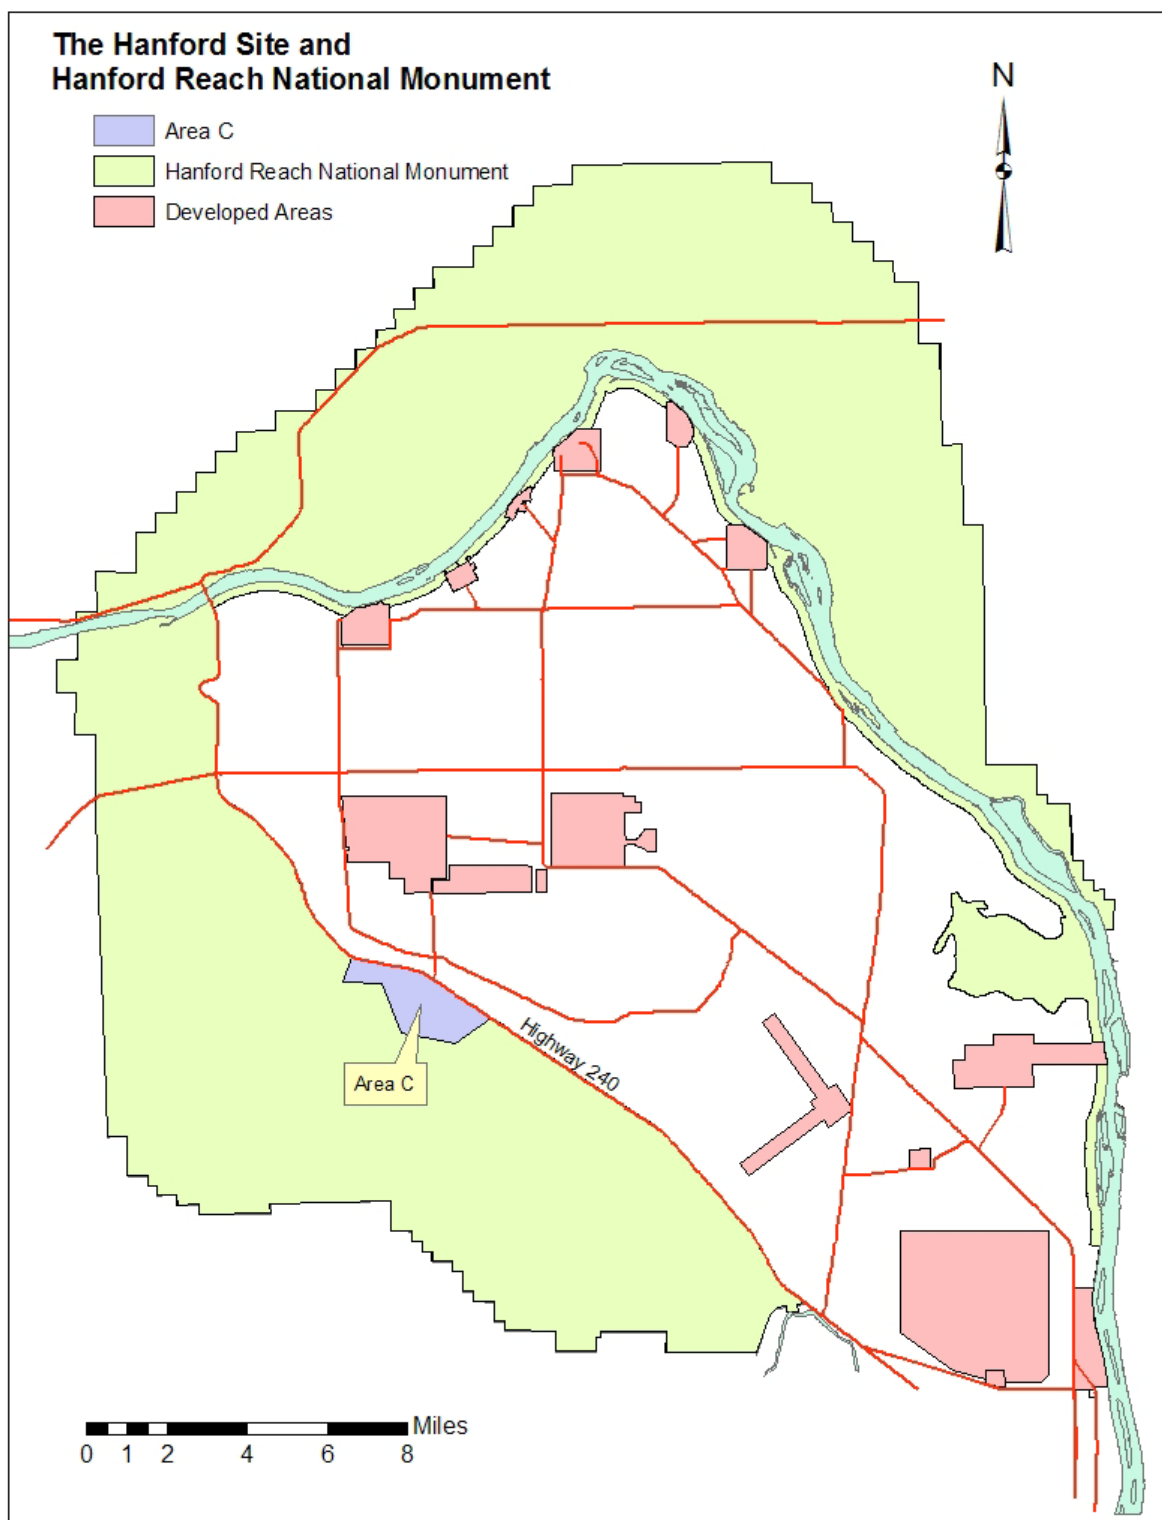 The Hanford Site and
Hanford Reach National Monument
Area C
Hanford Reach National Monument
Developed Areas
N
Highway 240
Area C
Miles
0 1 2 4 6 8